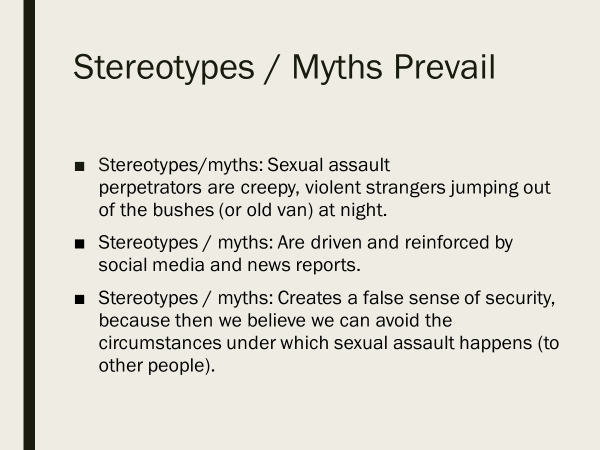 Stereotypes / Myths Prevail
■ Stereotypes/myths: Sexual assault
perpetrators are creepy, violent strangers jumping out
of the bushes (or old van) at night.
■ Stereotypes / myths: Are driven and reinforced by
social media and news reports.
■ Stereotypes / myths: Creates a false sense of security,
because then we believe we can avoid the
circumstances under which sexual assault happens (to
other people).